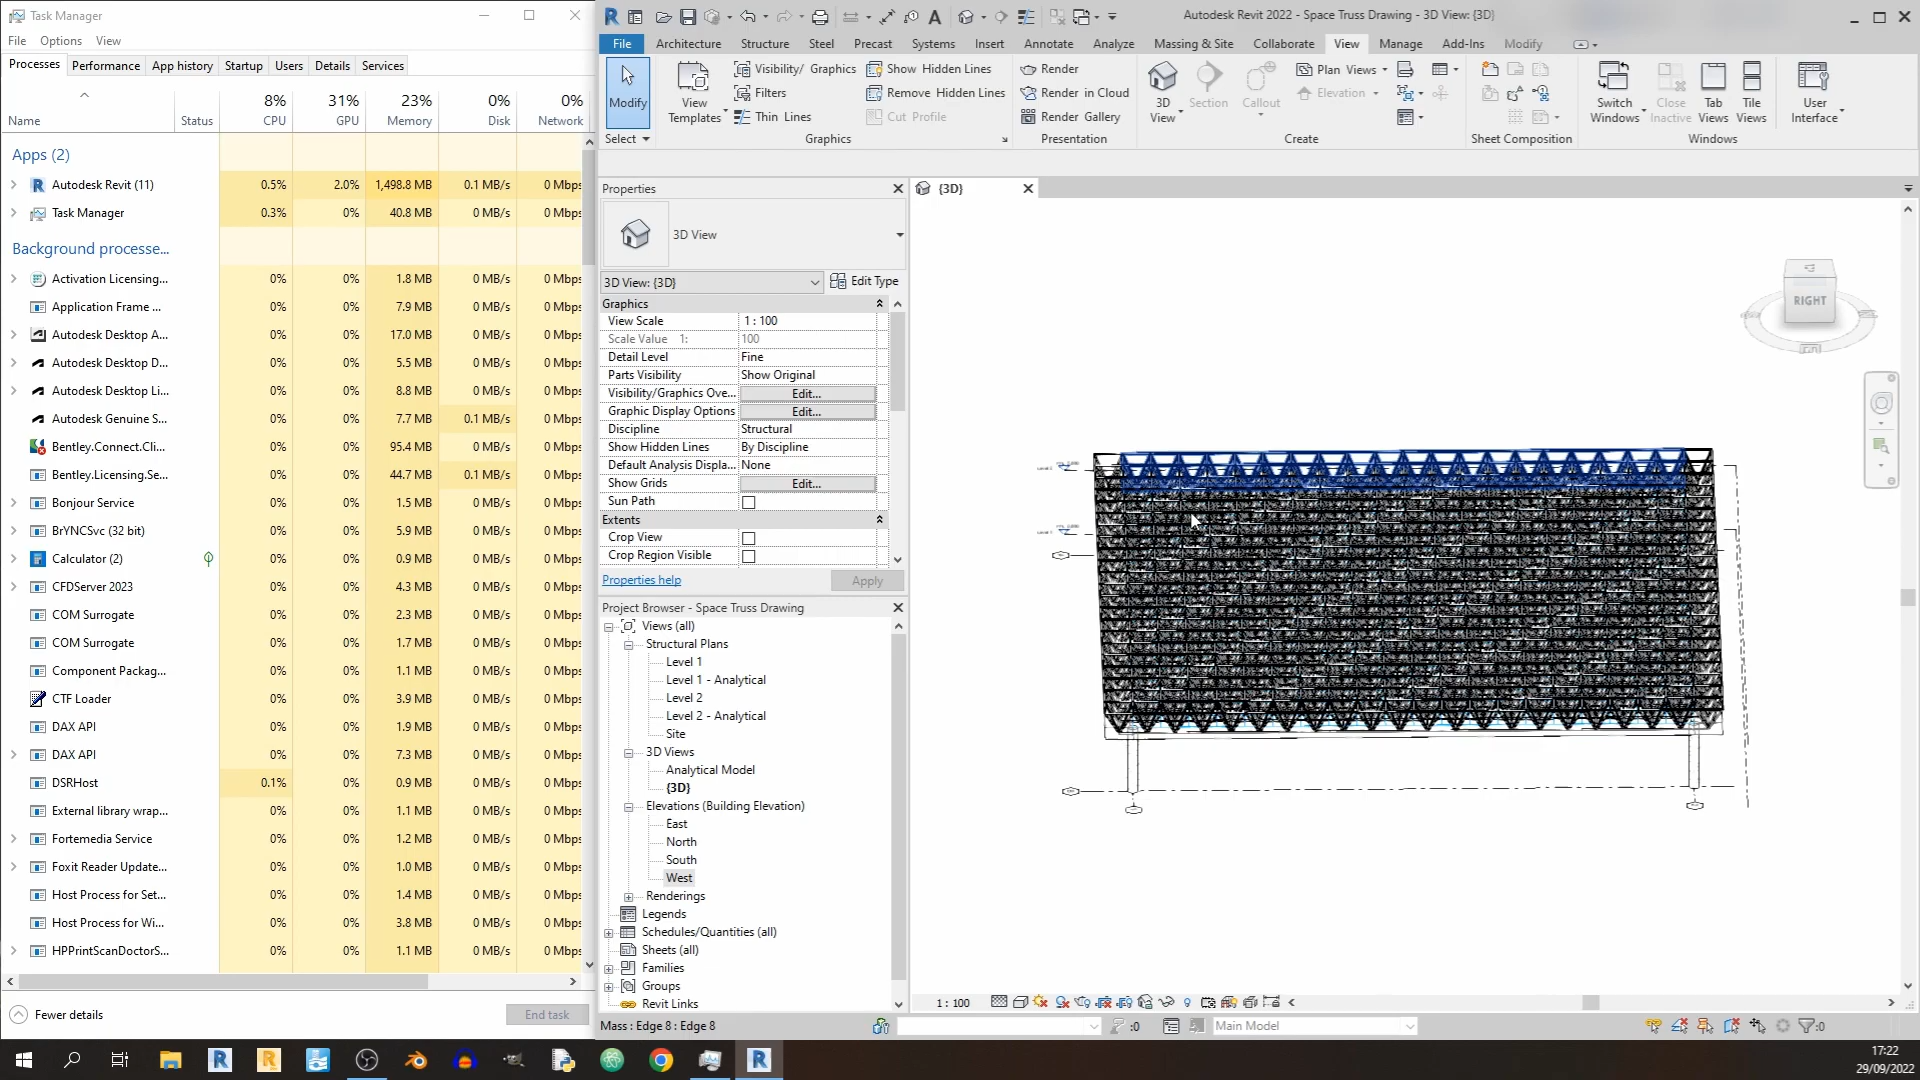 Task Manager
File Options View
Processes Performance App history Startup Users Details Services
8% 31% 23% 0% 0%
Name Status CPU GPU Memory Disk Network
Apps (2)
Autodesk Revit (11) 0.5% 2.0% 1,498.8 MB 0.1 MB/s 0 Mbps
Task Manager 0.3% 0% 40.8 MB 0 MB/s 0 Mbps
Background processe...
Activation Licensing... 0% 0% 1.8 MB 0 MB/s 0 Mbps
Application Frame ... 0% 0% 7.9 MB 0 MB/s 0 Mbps
Autodesk Desktop A... 0% 0% 17.0 MB 0 MB/s 0 Mbps
Autodesk Desktop D... 0% 0% 5.5 MB 0 MB/s 0 Mbps
Autodesk Desktop Li... 0% 0% 8.8 MB 0 MB/s 0 Mbps
Autodesk Genuine S... 0% 0% 7.7 MB 0.1 MB/s 0 Mbps
Bentley.Connect.Cli... 0% 0% 95.4 MB 0 MB/s 0 Mbps
Bentley.Licensing.Se... 0% 0% 44.7 MB 0.1 MB/s 0 Mbps
Bonjour Service 0% 0% 1.5 MB 0 MB/s 0 Mbps
BrYNCSvc (32 bit) 0% 0% 5.9 MB 0 MB/s 0 Mbps
Calculator (2) 0% 0% 0.9 MB 0 MB/s 0 Mbps
CFDServer 2023 0% 0% 4.3 MB 0 MB/s 0 Mbps
COM Surrogate 0% 0% 2.3 MB 0 MB/s 0 Mbps
COM Surrogate 0% 0% 1.7 MB 0 MB/s 0 Mbps
Component Packag... 0% 0% 1.1 MB 0 MB/s 0 Mbps
CTF Loader 0% 0% 3.9 MB 0 MB/s 0 Mbps
DAX API 0% 0% 1.9 MB 0 MB/s 0 Mbps
DAX API 0% 0% 7.3 MB 0 MB/s 0 Mbps
DSRHost 0.1% 0% 0.9 MB 0 MB/s 0 Mbps
External library wrap... 0% 0% 1.1 MB 0 MB/s 0 Mbps
Fortemedia Service 0% 0% 1.2 MB 0 MB/s 0 Mbps
Foxit Reader Update... 0% 0% 1.0 MB 0 MB/s 0 Mbps
Host Process for Set... 0% 0% 1.4 MB 0 MB/s 0 Mbps
Host Process for Wi... 0% 0% 3.8 MB 0 MB/s 0 Mbps
HPPrintScanDoctorS... 0% 0% 1.1 MB 0 MB/s 0 Mbps
Fewer details End task
Autodesk Revit 2022 - Space Truss Drawing - 3D View: {3D}
File Architecture Structure Steel Precast Systems Insert Annotate Analyze Massing & Site Collaborate View Manage Add-Ins Modify
Modify
View Templates
Visibility/ Graphics
Filters
Thin Lines
Show Hidden Lines
Remove Hidden Lines
Cut Profile
Render
Render in Cloud
Render Gallery
3D View
Section
Callout
Plan Views
Elevation
Switch Windows
Close Inactive
Tab Views
Tile Views
User Interface
Select Graphics Presentation Create Sheet Composition Windows
Properties
3D View
3D View: {3D} Edit Type
Graphics
View Scale 1 : 100
Scale Value 1: 100
Detail Level Fine
Parts Visibility Show Original
Visibility/Graphics Ove... Edit...
Graphic Display Options Edit...
Discipline Structural
Show Hidden Lines By Discipline
Default Analysis Displa... None
Show Grids Edit...
Sun Path
Extents
Crop View
Crop Region Visible
Properties help Apply
Project Browser - Space Truss Drawing
Views (all)
Structural Plans
Level 1
Level 1 - Analytical
Level 2
Level 2 - Analytical
Site
3D Views
Analytical Model
{3D}
Elevations (Building Elevation)
East
North
South
West
Renderings
Legends
Schedules/Quantities (all)
Sheets (all)
Families
Groups
Revit Links
{3D}
RIGHT
1 : 100
Mass : Edge 8 : Edge 8
:0
Main Model
:0
17:22
29/09/2022